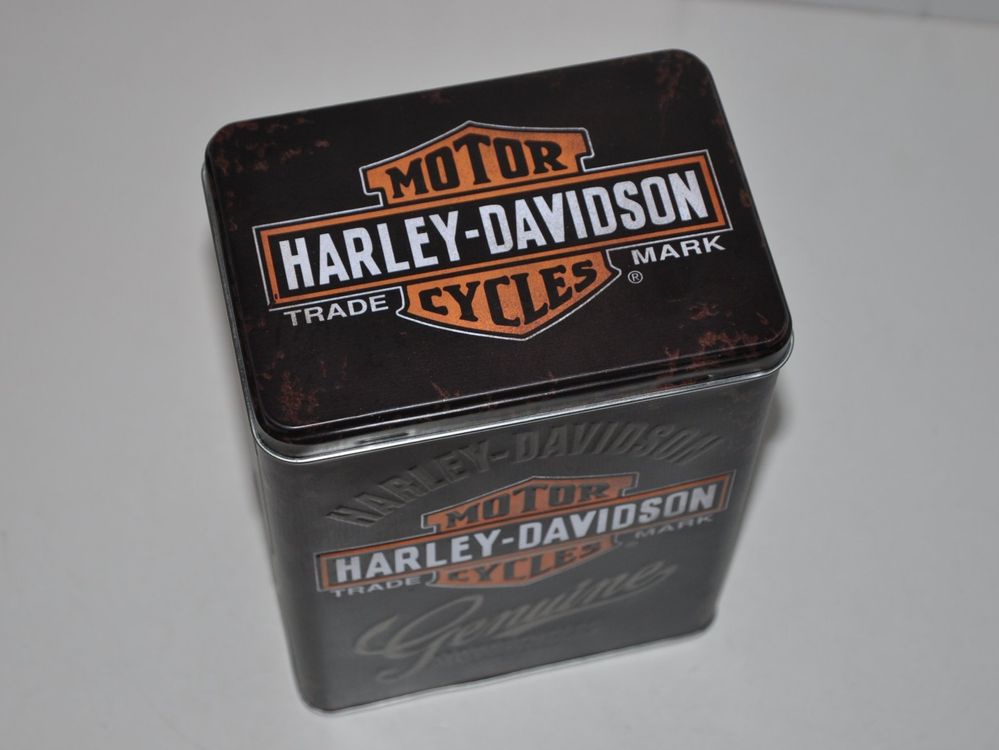 MOTOR
HARLEY-DAVIDSON
TRADE MARK
CYCLES
®
HARLEY-DAVIDSON
MOTOR
HARLEY-DAVIDSON
TRADE MARK
CYCLES
®
Genuine